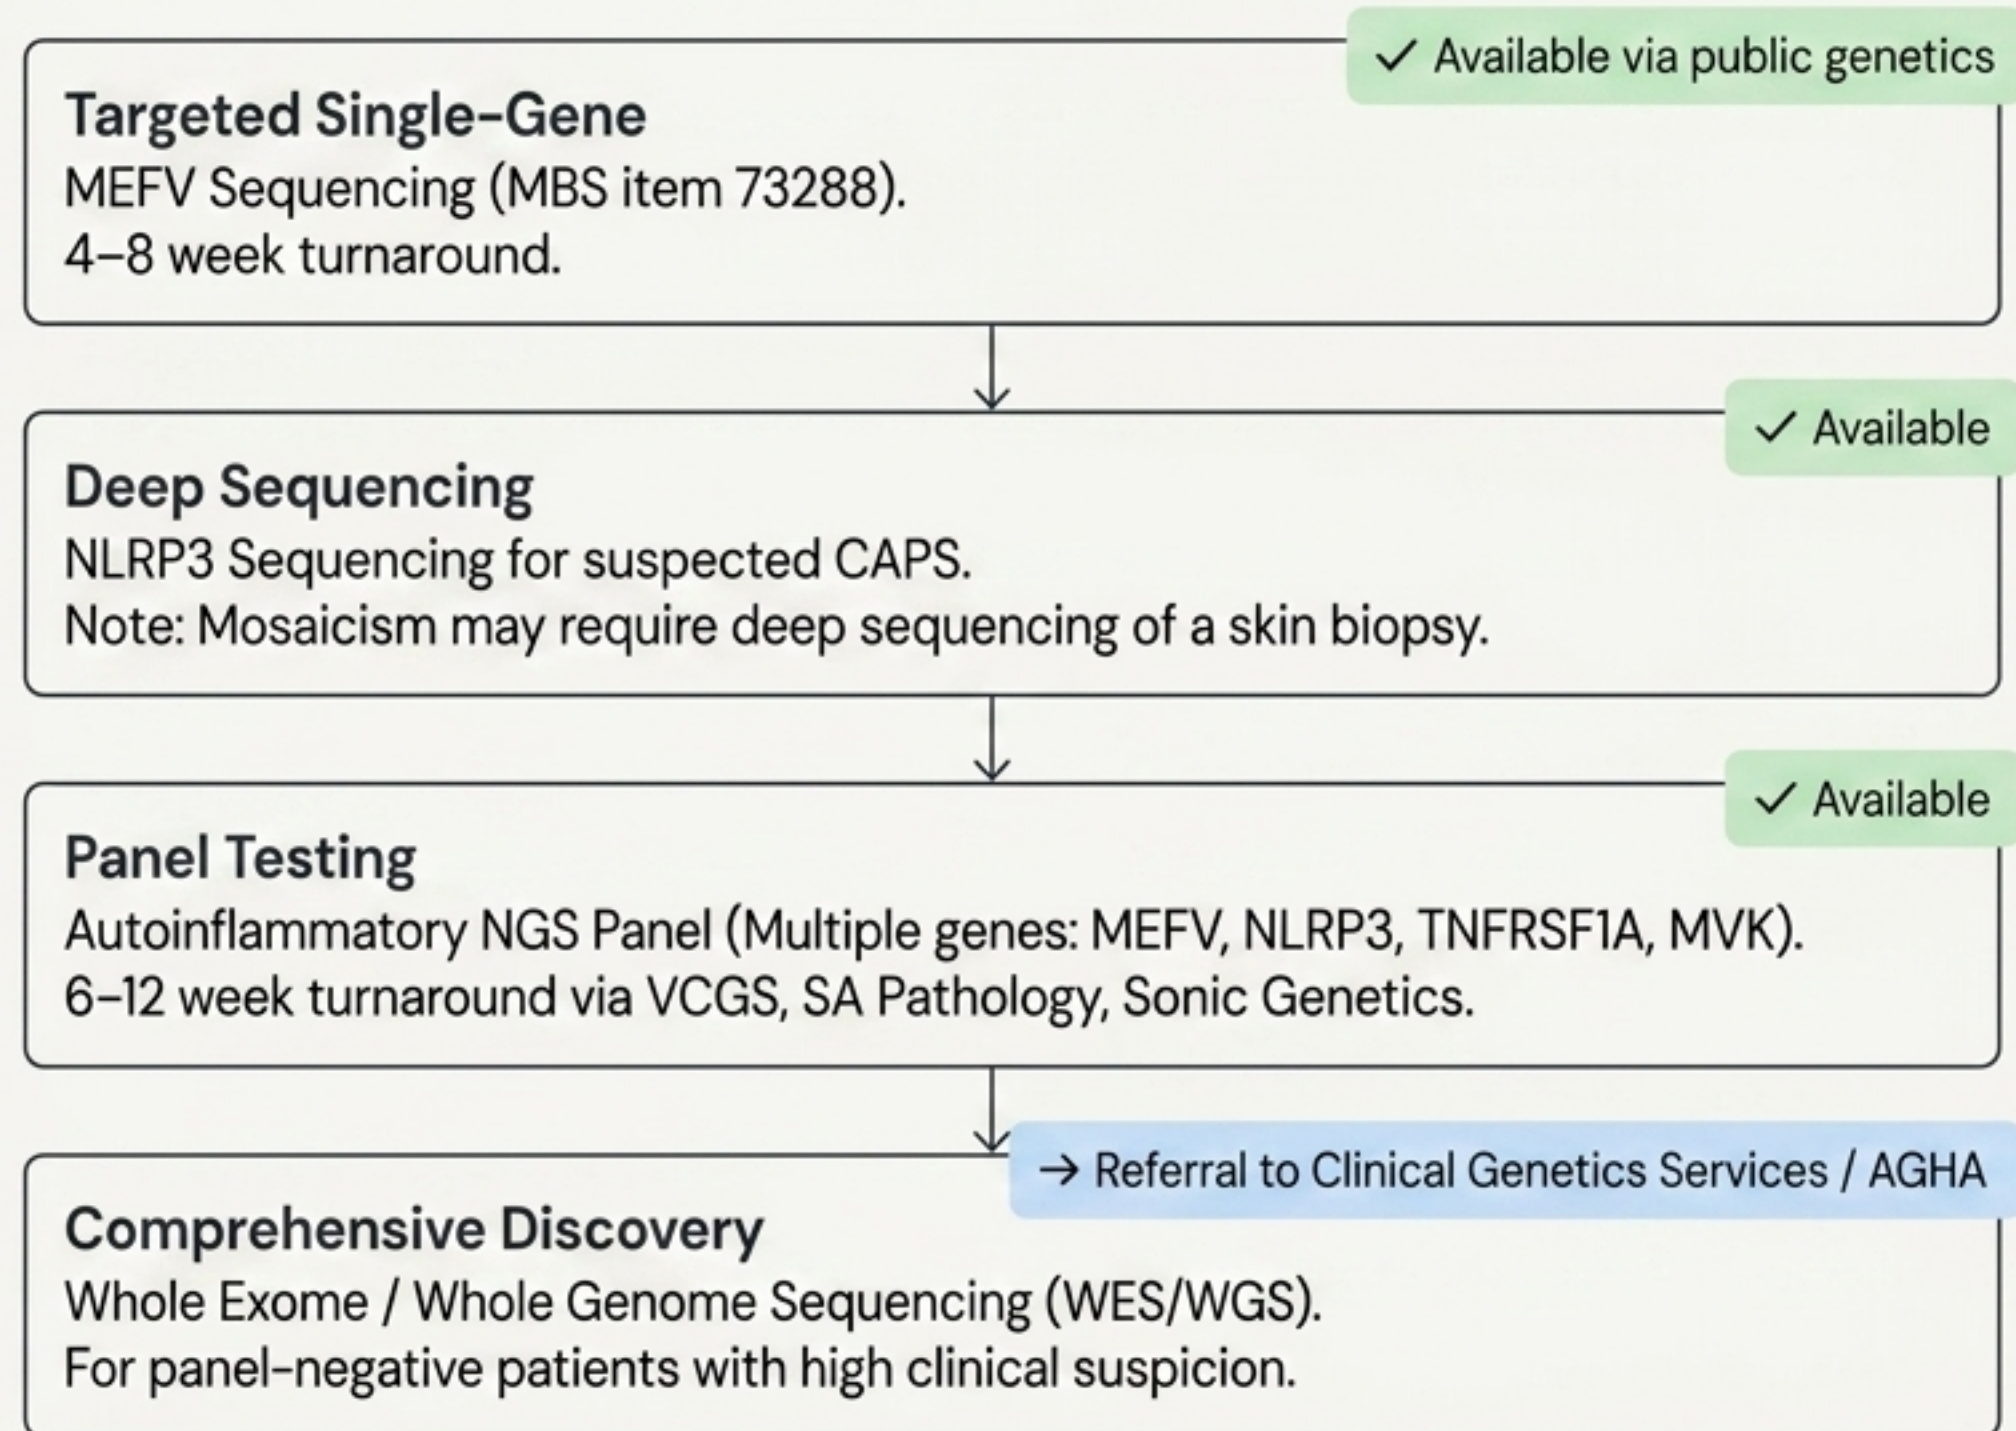 ✓ Available via public genetics
Targeted Single-Gene
MEFV Sequencing (MBS item 73288).
4–8 week turnaround.
✓ Available
Deep Sequencing
NLRP3 Sequencing for suspected CAPS.
Note: Mosaicism may require deep sequencing of a skin biopsy.
✓ Available
Panel Testing
Autoinflammatory NGS Panel (Multiple genes: MEFV, NLRP3, TNFRSF1A, MVK).
6–12 week turnaround via VCGS, SA Pathology, Sonic Genetics.
→ Referral to Clinical Genetics Services / AGHA
Comprehensive Discovery
Whole Exome / Whole Genome Sequencing (WES/WGS).
For panel-negative patients with high clinical suspicion.